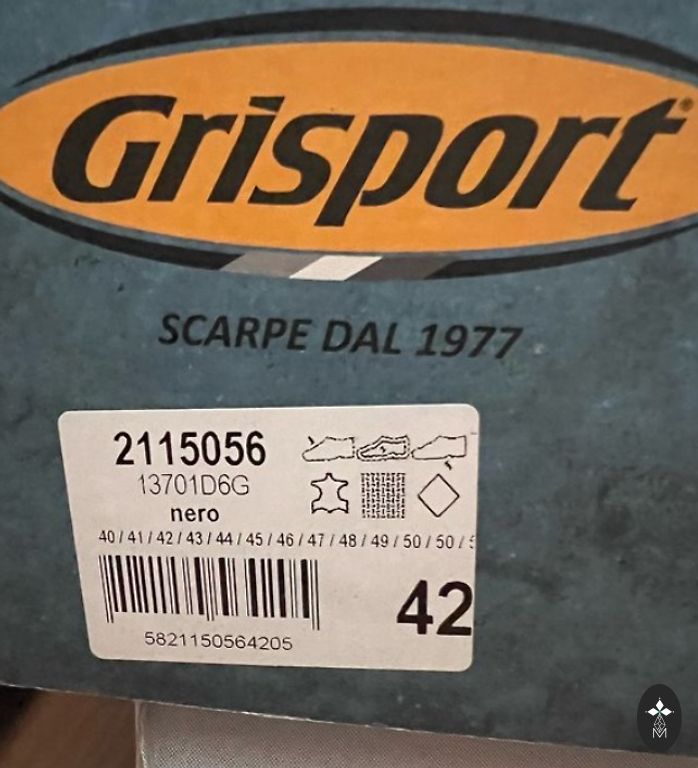 Grisport®
SCARPE DAL 1977
2115056
13701D6G
nero
40 / 41 / 42 / 43 / 44 / 45 / 46 / 47 / 48 / 49 / 50 / 50 /
42
5821150564205
M